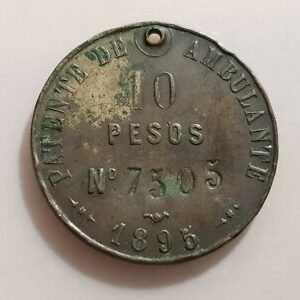 PATENTE DE AMBULANTE
10
PESOS
Nº 7505
1895